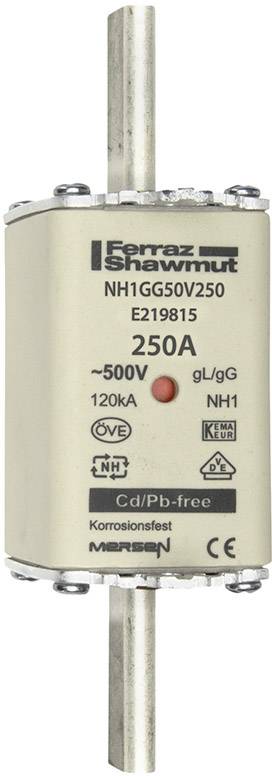 Ferraz
Shawmut
NH1GG50V250
E219815
250A
~500V gL/gG
120kA NH1
ÖVE KEMA KEUR
NH VDE
Cd/Pb-free
Korrosionsfest
MERSEN CE